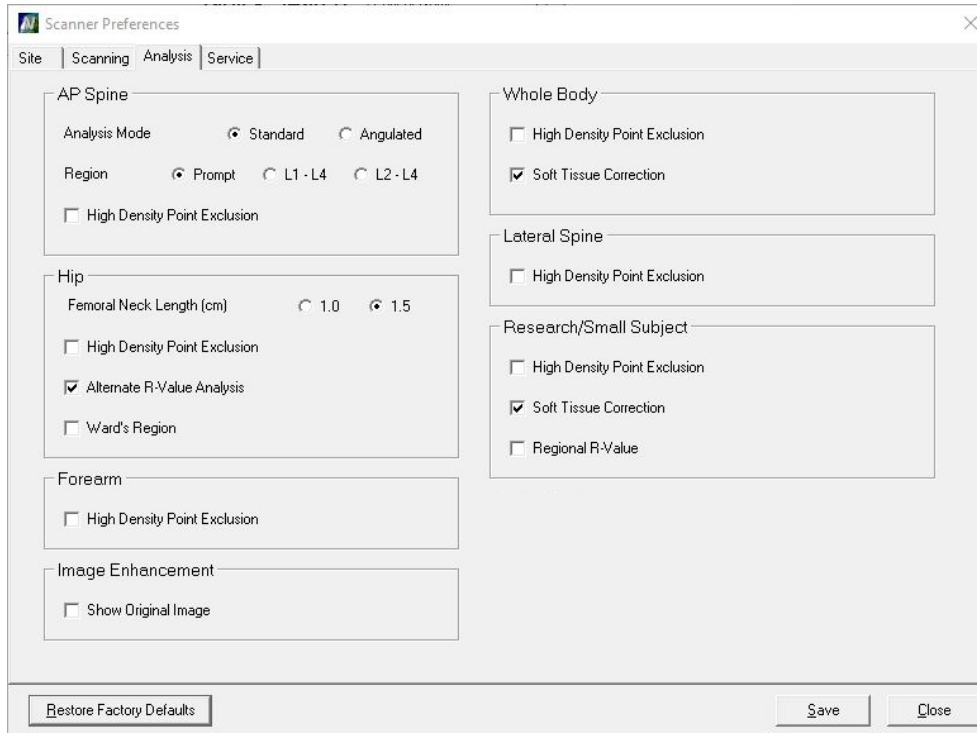 Scanner Preferences
Site Scanning Analysis Service
AP Spine
Analysis Mode Standard Angulated
Region Prompt L1 - L4 L2 - L4
High Density Point Exclusion
Hip
Femoral Neck Length (cm) 1.0 1.5
High Density Point Exclusion
Alternate R-Value Analysis
Ward's Region
Forearm
High Density Point Exclusion
Image Enhancement
Show Original Image
Whole Body
High Density Point Exclusion
Soft Tissue Correction
Lateral Spine
High Density Point Exclusion
Research/Small Subject
High Density Point Exclusion
Soft Tissue Correction
Regional R-Value
Restore Factory Defaults Save Close